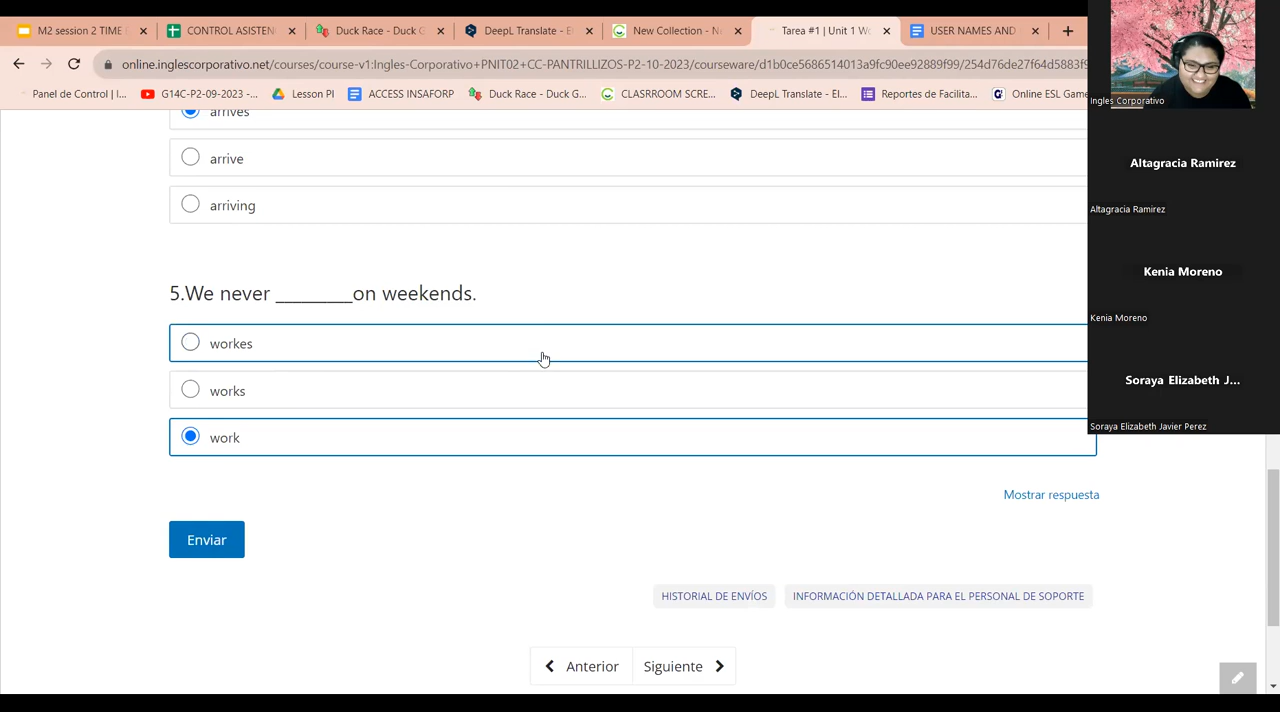 M2 session 2 TIME
CONTROL ASISTEN
Duck Race - Duck G
DeepL Translate - E
New Collection - N
Tarea #1 | Unit 1 W
USER NAMES AND
online.inglescorporativo.net/courses/course-v1:Ingles-Corporativo+PNIT02+CC-PANTRILLIZOS-P2-10-2023/courseware/d1b0ce5686514013a9fc90ee92889f99/254d76de27f64d5883f9
Panel de Control | I...
G14C-P2-09-2023 -...
Lesson PI
ACCESS DATAFORM
Duck Race - Duck G...
CLASRROOM SCRE...
DeepL Translate - El...
Reportes de Facilita...
Online ESL Game
Ingles Corporativo
arrives
arrive
arriving
Altagracia Ramirez
Altagracia Ramirez
Kenia Moreno
Kenia Moreno
Soraya Elizabeth J...
Soraya Elizabeth Javier Perez
5.We never _________on weekends.
workes
works
work
Mostrar respuesta
Enviar
HISTORIAL DE ENVÍOS
INFORMACIÓN DETALLADA PARA EL PERSONAL DE SOPORTE
Anterior
Siguiente